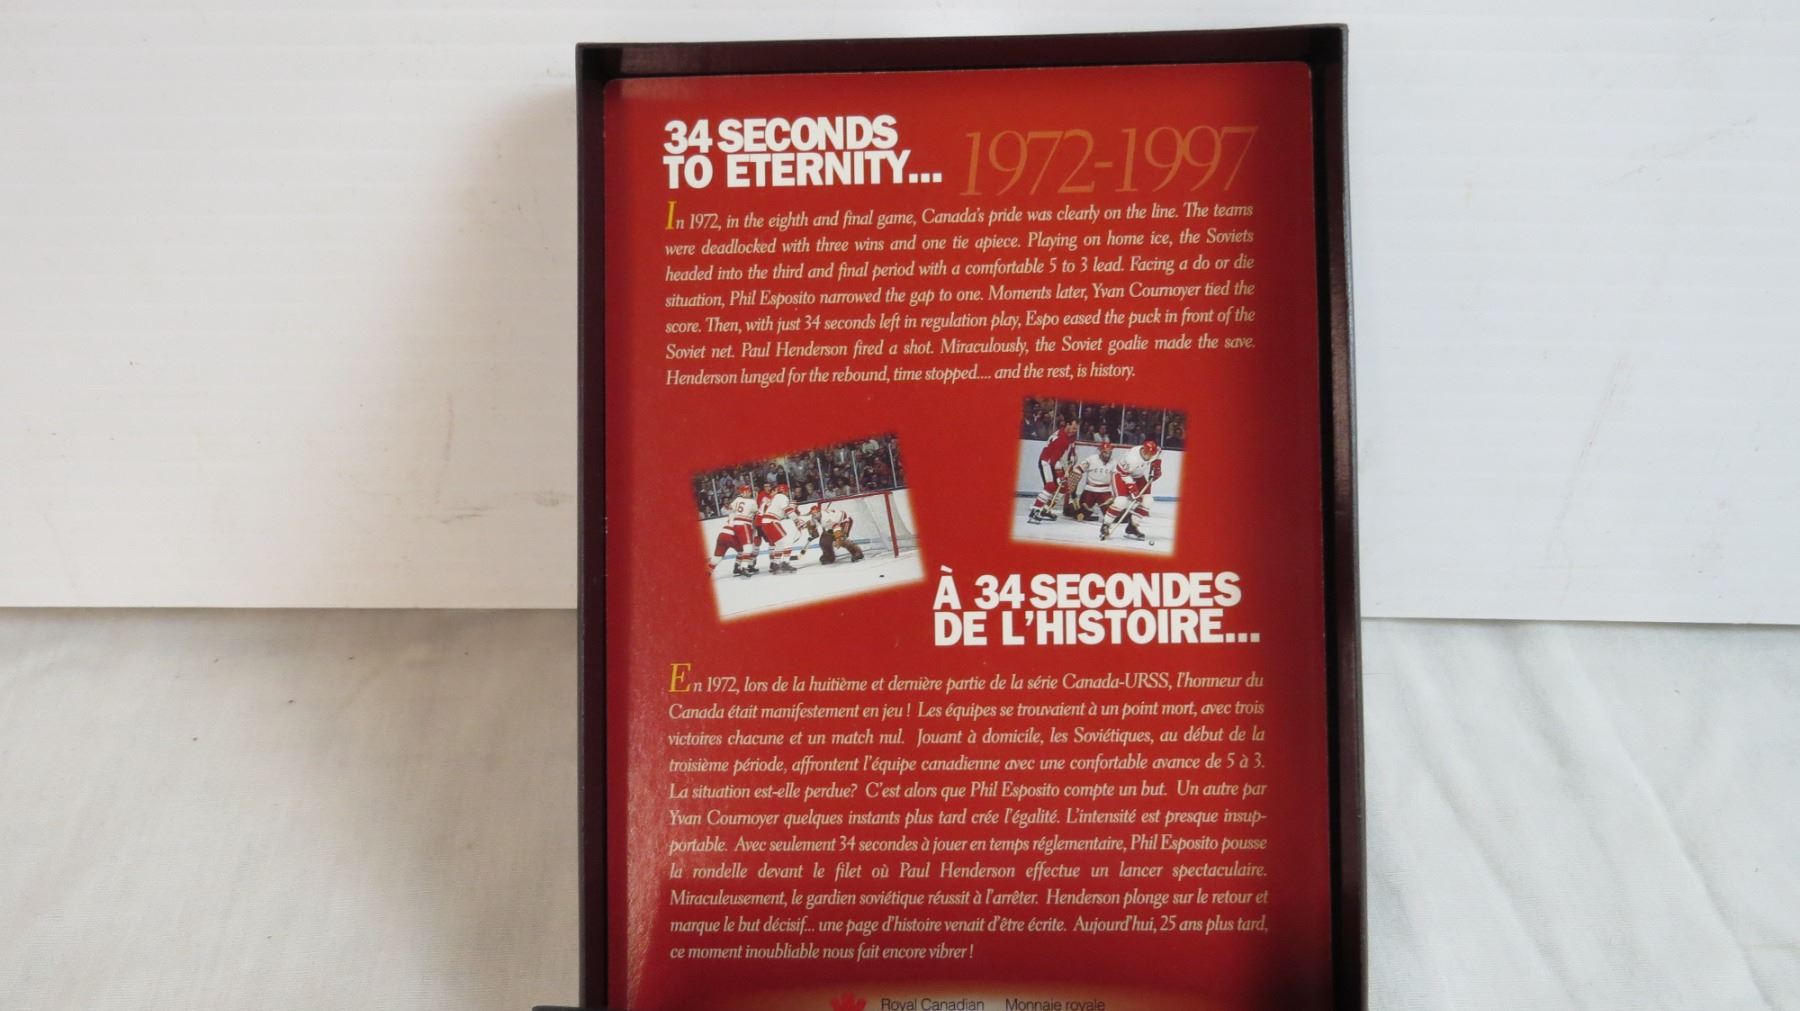 34 SECONDS
TO ETERNITY...
1972-1997
In 1972, in the eighth and final game, Canada's pride was clearly on the line. The teams
were deadlocked with three wins and one tie apiece. Playing on home ice, the Soviets
headed into the third and final period with a comfortable 5 to 3 lead. Facing a do or die
situation, Phil Esposito narrowed the gap to one. Moments later, Yvan Cournoyer tied the
score. Then, with just 34 seconds left in regulation play, Espo eased the puck in front of the
Soviet net. Paul Henderson fired a shot. Miraculously, the Soviet goalie made the save.
Henderson lunged for the rebound, time stopped.... and the rest, is history.
16
À 34 SECONDES
DE L'HISTOIRE...
En 1972, lors de la huitième et dernière partie de la série Canada-URSS, l'honneur du
Canada était manifestement en jeu ! Les équipes se trouvaient à un point mort, avec trois
victoires chacune et un match nul. Jouant à domicile, les Soviétiques, au début de la
troisième période, affrontent l'équipe canadienne avec une confortable avance de 5 à 3.
La situation est-elle perdue? C'est alors que Phil Esposito compte un but. Un autre par
Yvan Cournoyer quelques instants plus tard crée l'égalité. L'intensité est presque insup-
portable. Avec seulement 34 secondes à jouer en temps réglementaire, Phil Esposito pousse
la rondelle devant le filet où Paul Henderson effectue un lancer spectaculaire.
Miraculeusement, le gardien soviétique réussit à l'arrêter. Henderson plonge sur le retour et
marque le but décisif... une page d'histoire venait d'être écrite. Aujourd'hui, 25 ans plus tard,
ce moment inoubliable nous fait encore vibrer !
Royal Canadian Monnaie royale